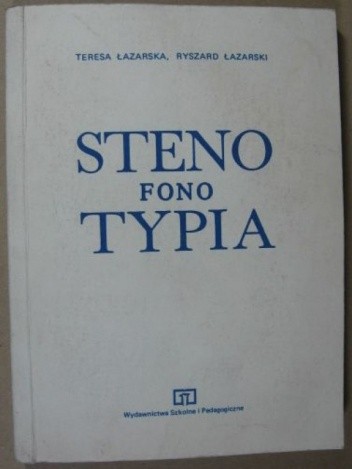 TERESA ŁAZARSKA, RYSZARD ŁAZARSKI
STENO
FONO
TYPIA
Wydawnictwa Szkolne i Pedagogiczne